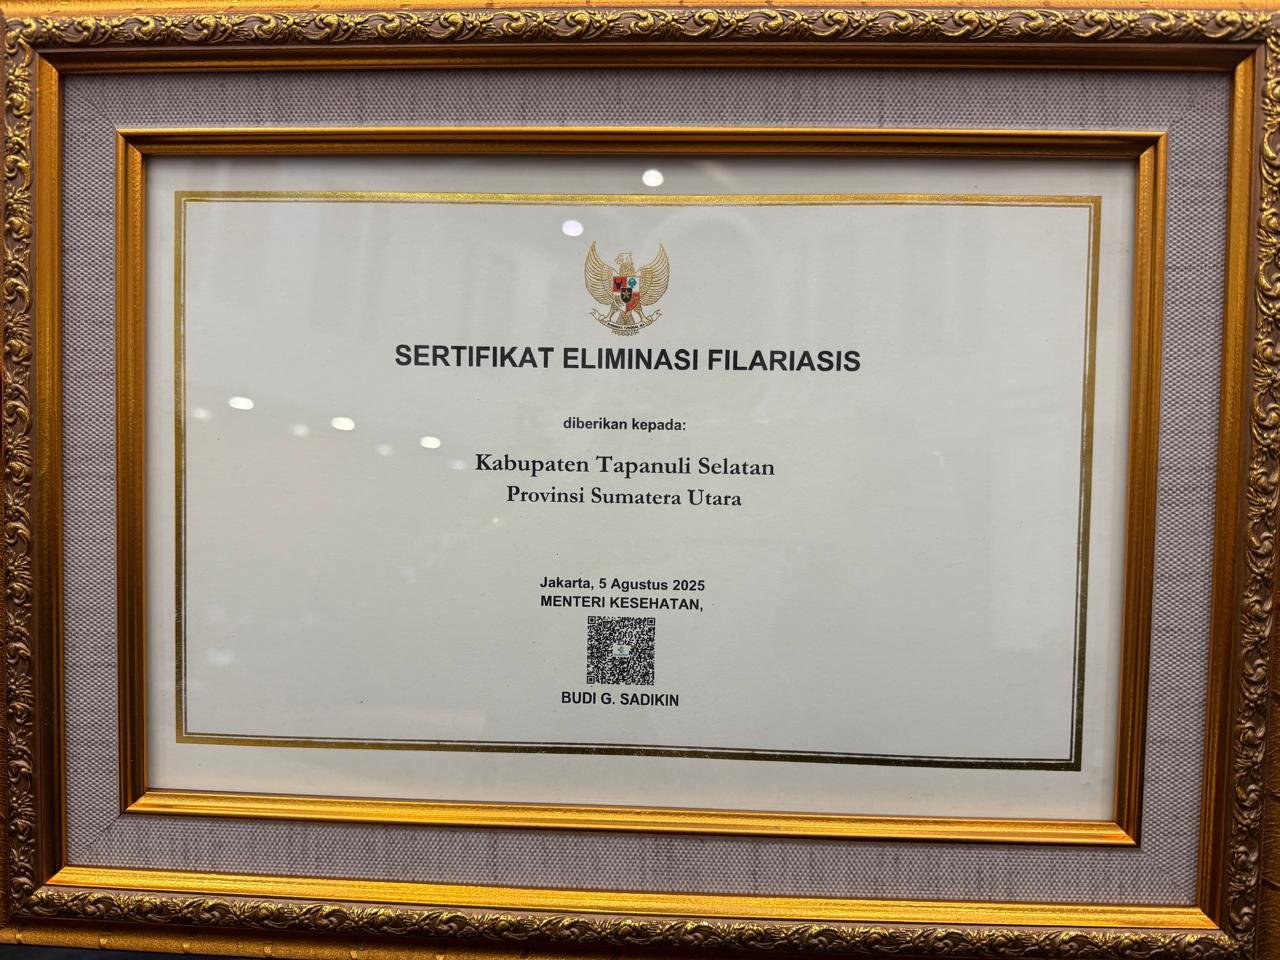 SERTIFIKAT ELIMINASI FILARIASIS
diberikan kepada:
Kabupaten Tapanuli Selatan
Provinsi Sumatera Utara
Jakarta, 5 Agustus 2025
MENTERI KESEHATAN,
BUDI G. SADIKIN